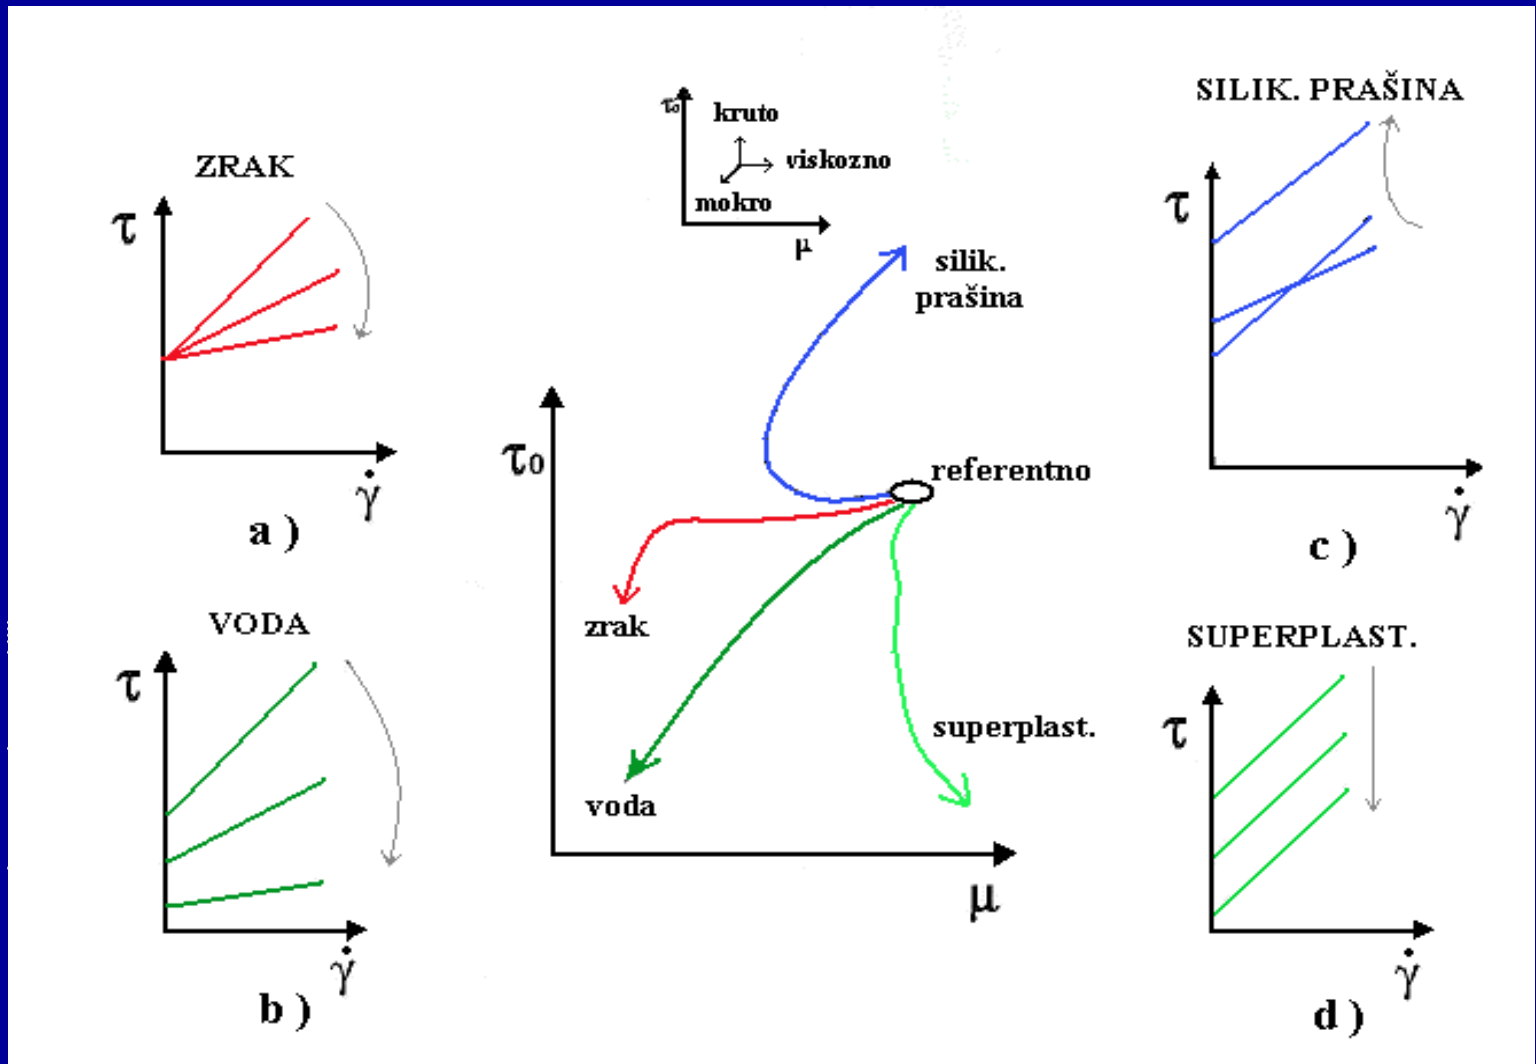 ZRAK
τ
γ̇
a )
VODA
τ
γ̇
b )
τ₀
kruto
viskozno
mokro
μ
silik.
prašina
τ₀
referentno
zrak
superplast.
voda
μ
SILIK. PRAŠINA
τ
γ̇
c )
SUPERPLAST.
τ
γ̇
d )